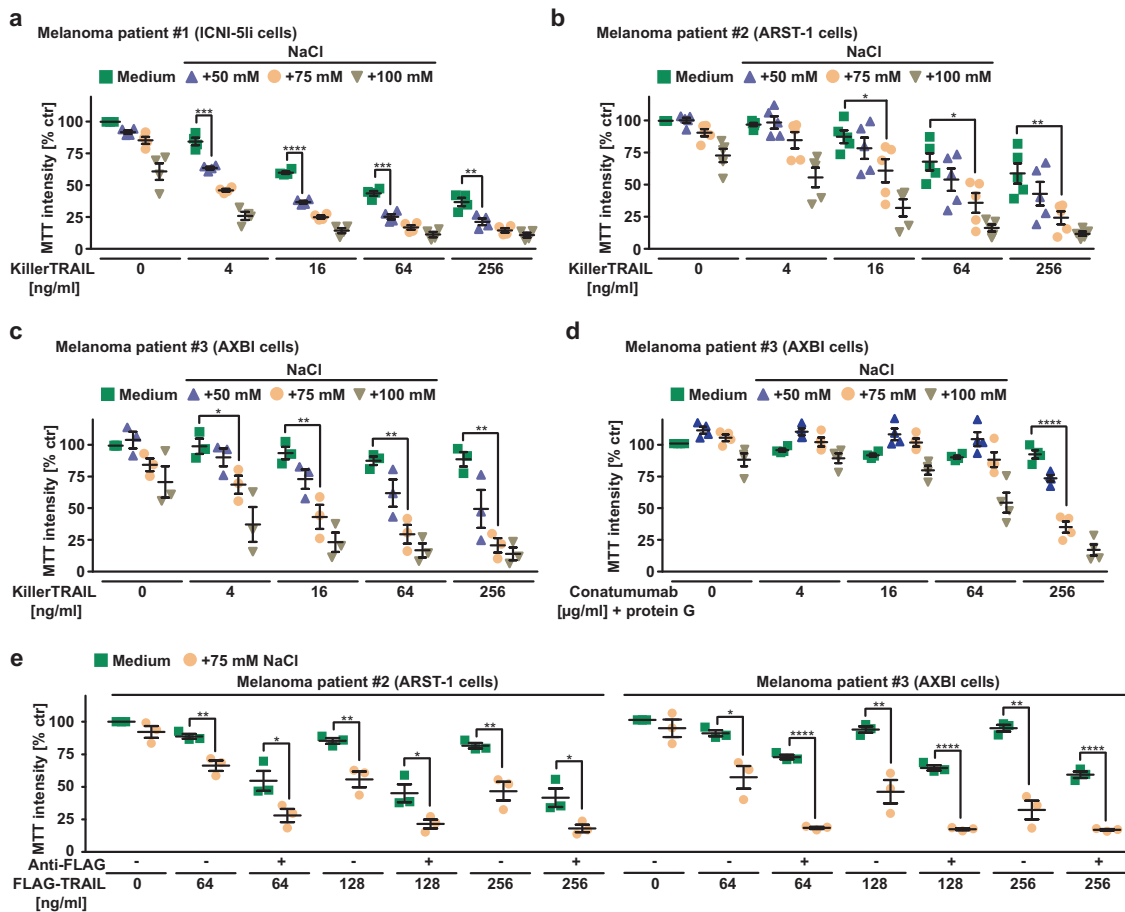 a
Melanoma patient #1 (ICNI-5li cells)
NaCl
Medium +50 mM +75 mM +100 mM
MTT intensity [% ctr]
100
75
50
25
0
*** **** *** **
KillerTRAIL 0 4 16 64 256
[ng/ml]
b
Melanoma patient #2 (ARST-1 cells)
NaCl
Medium +50 mM +75 mM +100 mM
MTT intensity [% ctr]
100
75
50
25
0
* * **
KillerTRAIL 0 4 16 64 256
[ng/ml]
c
Melanoma patient #3 (AXBI cells)
NaCl
Medium +50 mM +75 mM +100 mM
MTT intensity [% ctr]
100
75
50
25
0
* ** ** **
KillerTRAIL 0 4 16 64 256
[ng/ml]
d
Melanoma patient #3 (AXBI cells)
NaCl
Medium +50 mM +75 mM +100 mM
MTT intensity [% ctr]
100
75
50
25
0
****
Conatumumab 0 4 16 64 256
[µg/ml] + protein G
e
Medium +75 mM NaCl
Melanoma patient #2 (ARST-1 cells) Melanoma patient #3 (AXBI cells)
MTT intensity [% ctr]
100
75
50
25
0
** * ** * ** * * **** ** **** ** ****
Anti-FLAG - - + - + - + - - + - + - +
FLAG-TRAIL 0 64 64 128 128 256 256 0 64 64 128 128 256 256
[ng/ml]